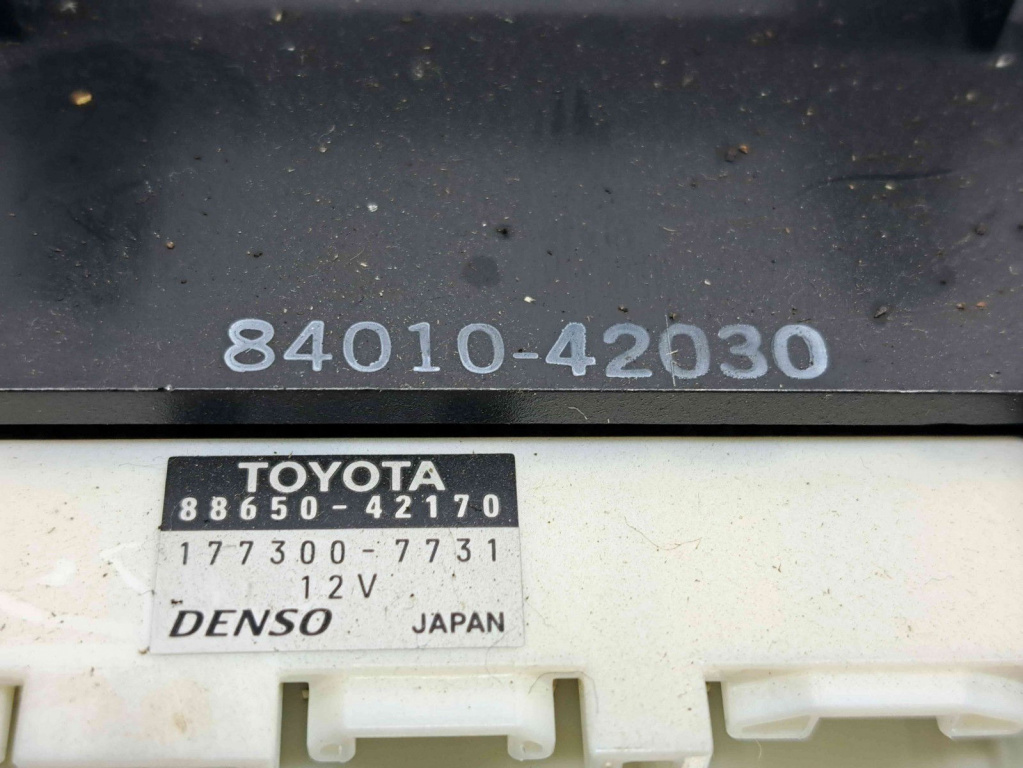 84010-42030
TOYOTA
88650-42170
177300-7731
12V
DENSO JAPAN